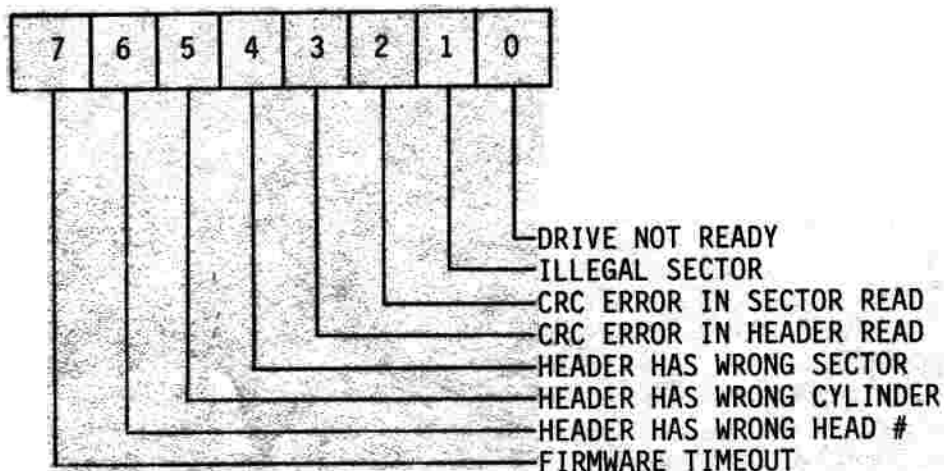 7 6 5 4 3 2 1 0
DRIVE NOT READY
ILLEGAL SECTOR
CRC ERROR IN SECTOR READ
CRC ERROR IN HEADER READ
HEADER HAS WRONG SECTOR
HEADER HAS WRONG CYLINDER
HEADER HAS WRONG HEAD #
FIRMWARE TIMEOUT